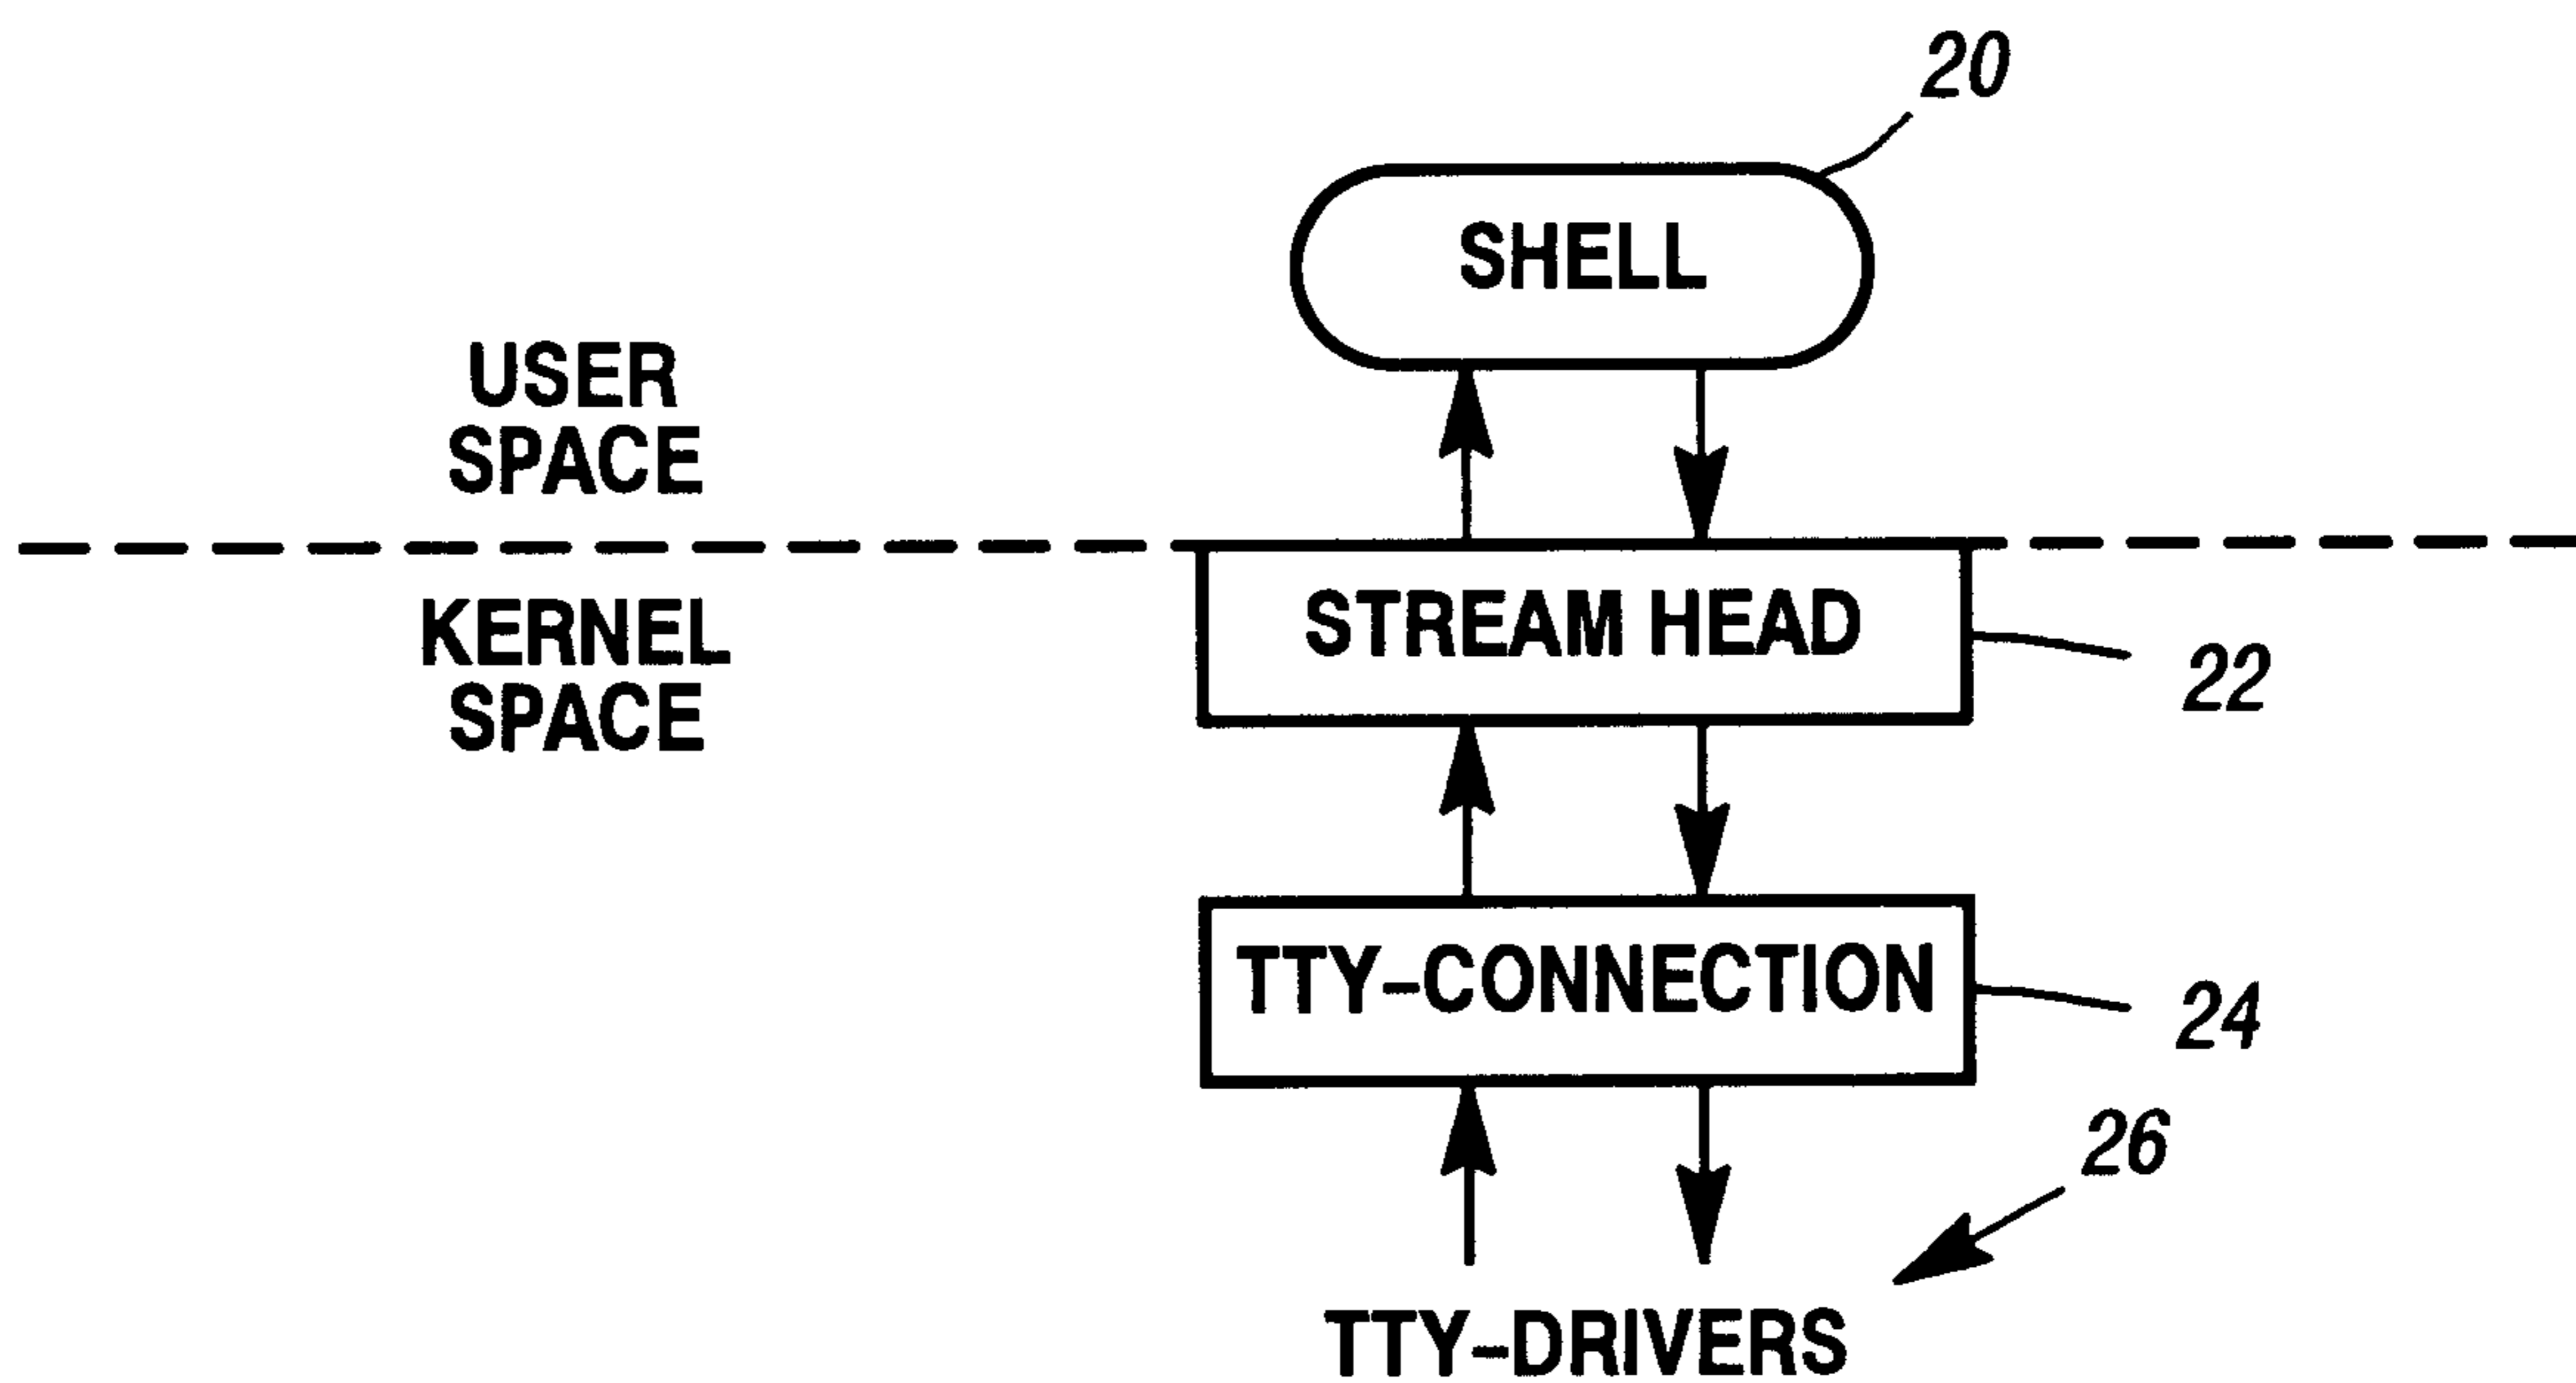 20
SHELL
USER
SPACE
KERNEL
SPACE
STREAM HEAD
22
TTY-CONNECTION
24
26
TTY-DRIVERS